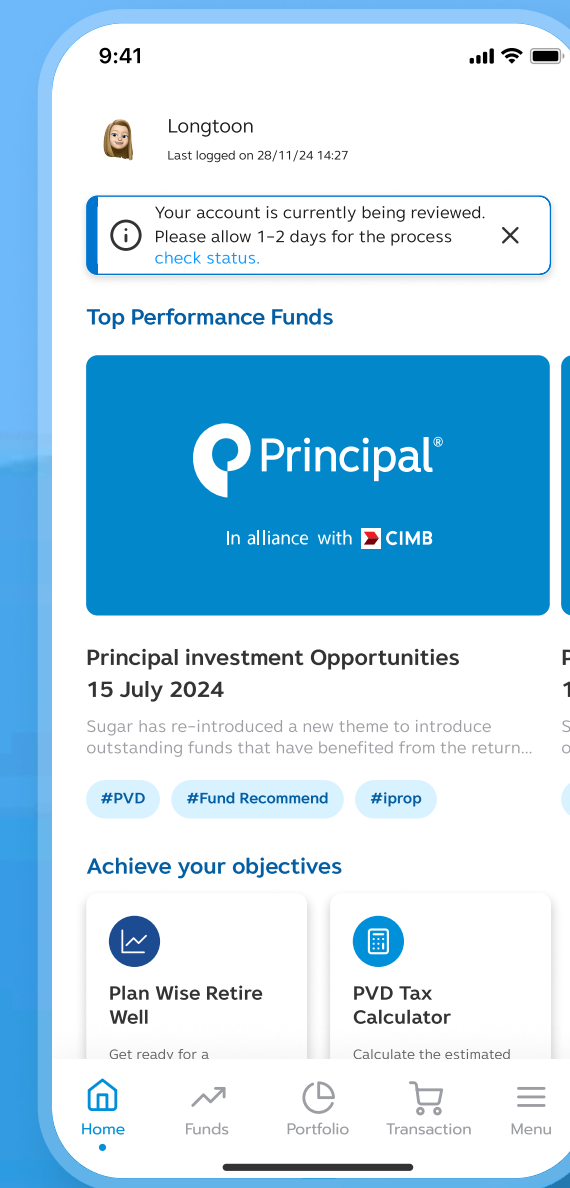 9:41
Longtoon
Last logged on 28/11/24 14:27
Your account is currently being reviewed.
Please allow 1-2 days for the process
check status.
Top Performance Funds
Principal®
In alliance with CIMB
Principal investment Opportunities
15 July 2024
Sugar has re-introduced a new theme to introduce
outstanding funds that have benefited from the return...
#PVD #Fund Recommend #iprop
Achieve your objectives
Plan Wise Retire
Well
Get ready for a
PVD Tax
Calculator
Calculate the estimated
Home Funds Portfolio Transaction Menu